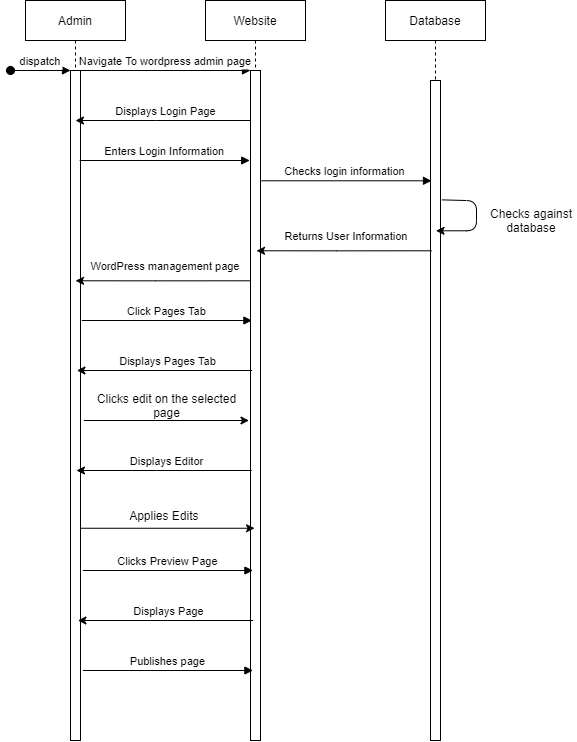 Admin
Website
Database
dispatch
Navigate To wordpress admin page
Displays Login Page
Enters Login Information
Checks login information
Checks against
database
Returns User Information
WordPress management page
Click Pages Tab
Displays Pages Tab
Clicks edit on the selected
page
Displays Editor
Applies Edits
Clicks Preview Page
Displays Page
Publishes page